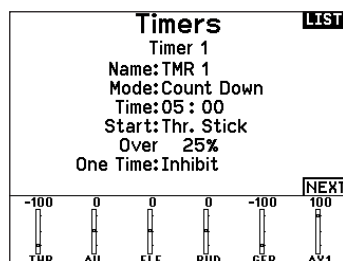 Timers
LIST
Timer 1
Name: TMR 1
Mode: Count Down
Time: 05 : 00
Start: Thr. Stick
Over 25%
One Time: Inhibit
NEXT
-100 0 0 0 -100 100
THR AIL ELE RUD GER AX1